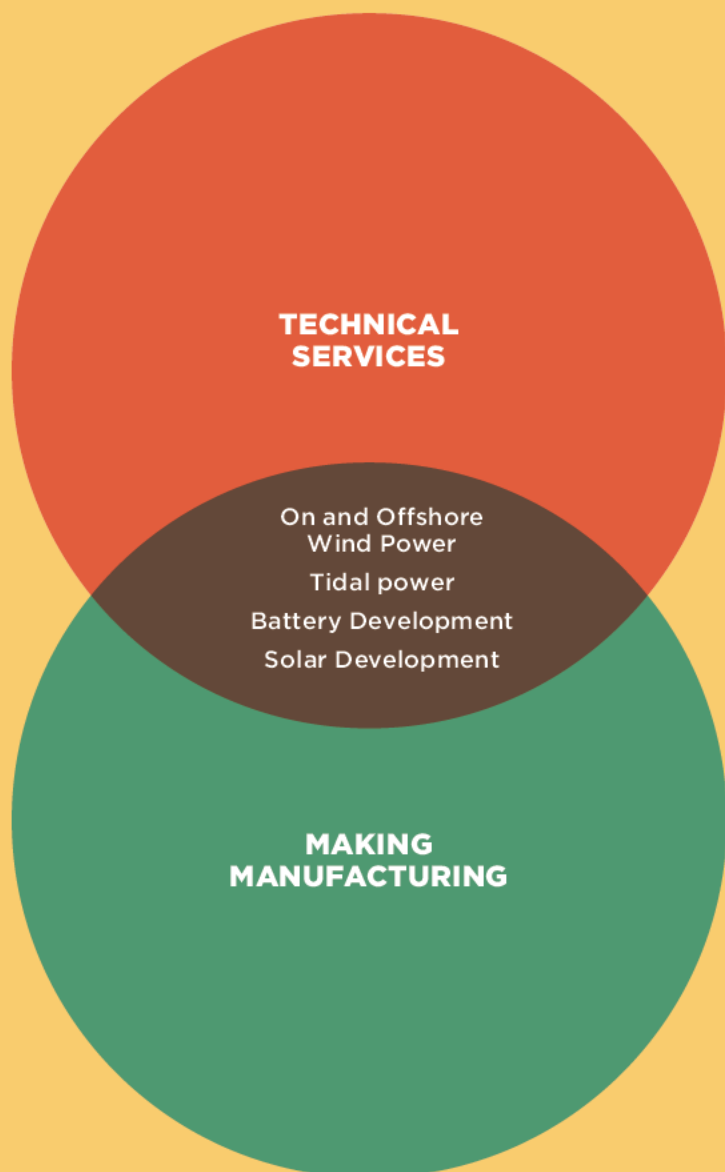 TECHNICAL
SERVICES
On and Offshore
Wind Power
Tidal power
Battery Development
Solar Development
MAKING
MANUFACTURING